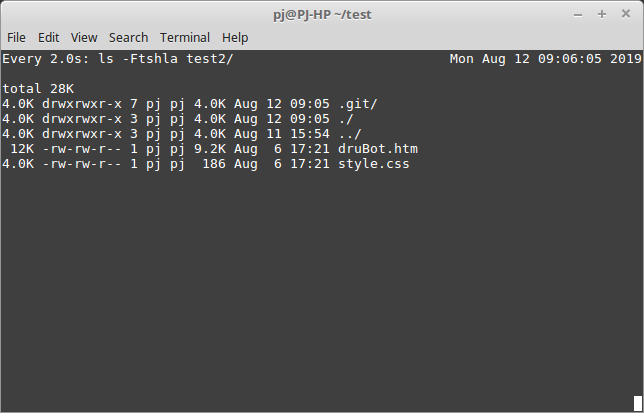 pj@PJ-HP ~/test
File Edit View Search Terminal Help
Every 2.0s: ls -Ftshla test2/ Mon Aug 12 09:06:05 2019
total 28K
4.0K drwxrwxr-x 7 pj pj 4.0K Aug 12 09:05 .git/
4.0K drwxrwxr-x 3 pj pj 4.0K Aug 12 09:05 ./
4.0K drwxrwxr-x 3 pj pj 4.0K Aug 11 15:54 ../
12K -rw-rw-r-- 1 pj pj 9.2K Aug 6 17:21 druBot.htm
4.0K -rw-rw-r-- 1 pj pj 186 Aug 6 17:21 style.css